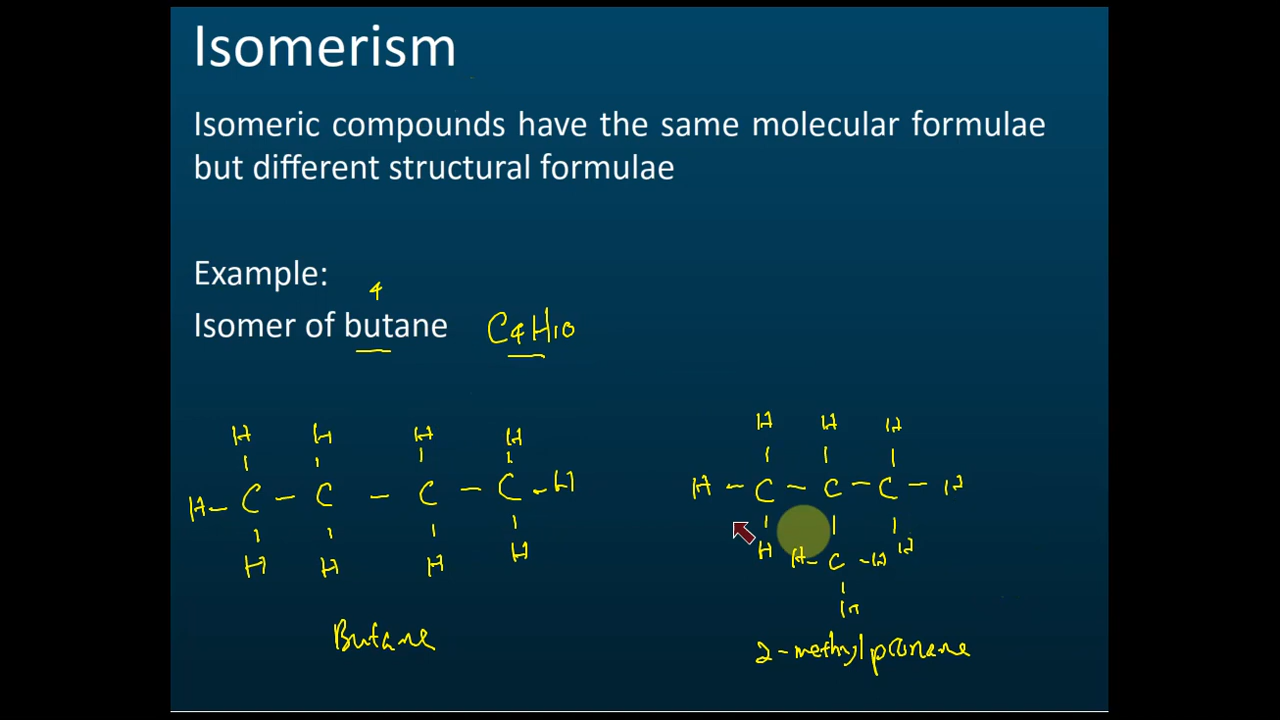 Isomerism
Isomeric compounds have the same molecular formulae
but different structural formulae
Example:
4
Isomer of butane C4H10
H H H H
H - C - C - C - C - H
H H H H
H H H
H - C - C - C - H
H H - C - H H
H
Butane
2-methylpropane